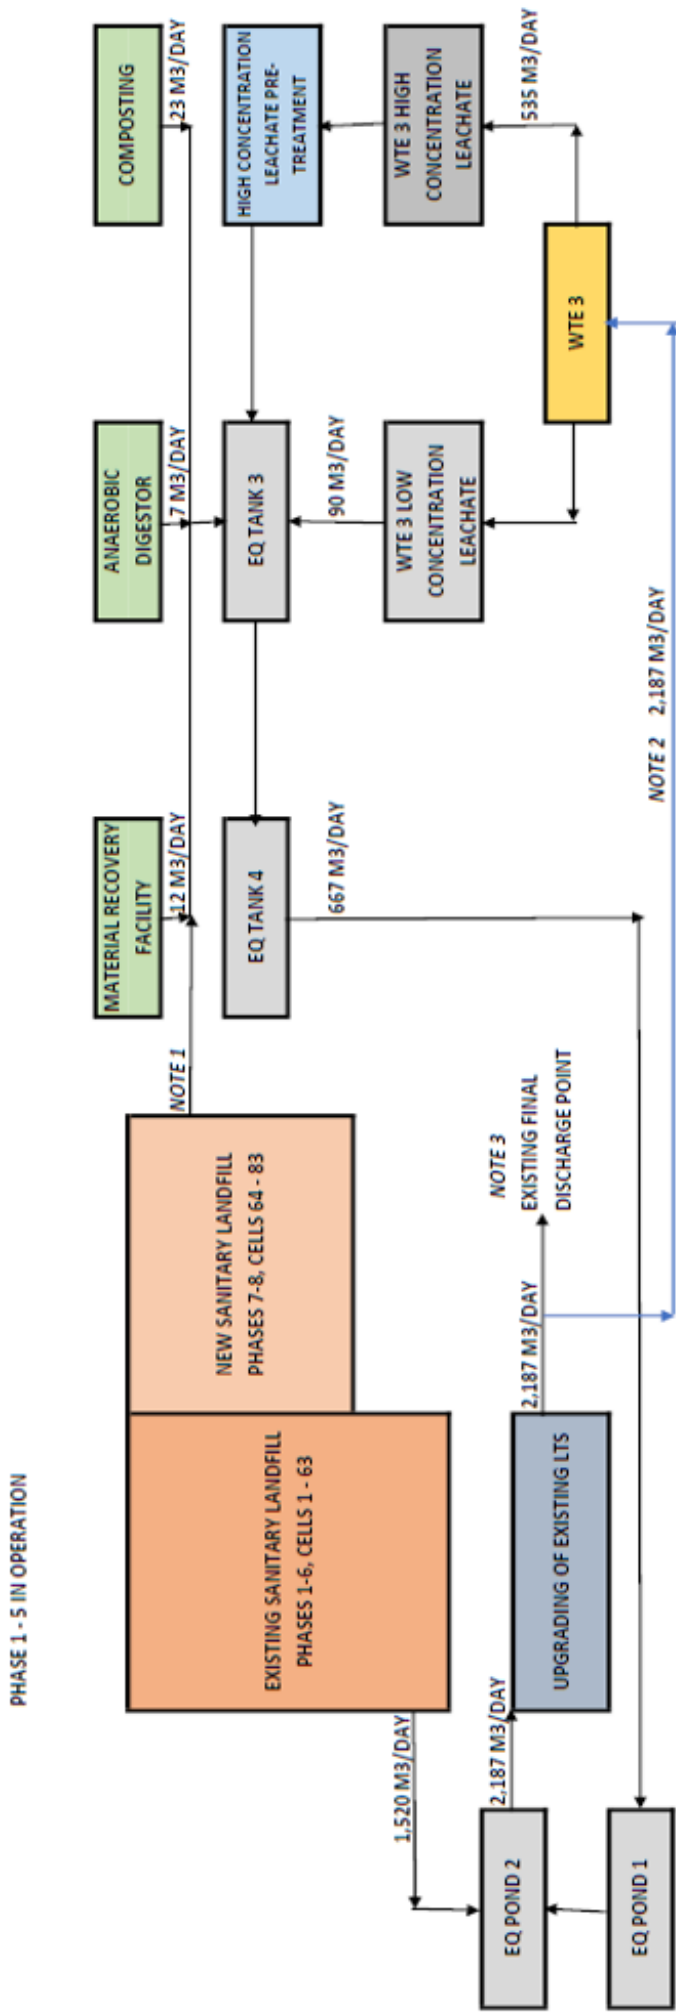 PHASE 1 - 5 IN OPERATION
MATERIAL RECOVERY
FACILITY
12 M3/DAY
ANAEROBIC
DIGESTOR
7 M3/DAY
COMPOSTING
23 M3/DAY
NOTE 1
EXISTING SANITARY LANDFILL
PHASES 1-6, CELLS 1 - 63
NEW SANITARY LANDFILL
PHASES 7-8, CELLS 64 - 83
EQ TANK 4
EQ TANK 3
HIGH CONCENTRATION
LEACHATE PRE-
TREATMENT
667 M3/DAY
90 M3/DAY
WTE 3 LOW
CONCENTRATION
LEACHATE
WTE 3 HIGH
CONCENTRATION
LEACHATE
535 M3/DAY
1,520 M3/DAY
EQ POND 2
2,187 M3/DAY
UPGRADING OF EXISTING LTS
2,187 M3/DAY
NOTE 3
EXISTING FINAL
DISCHARGE POINT
WTE 3
EQ POND 1
NOTE 2 2,187 M3/DAY